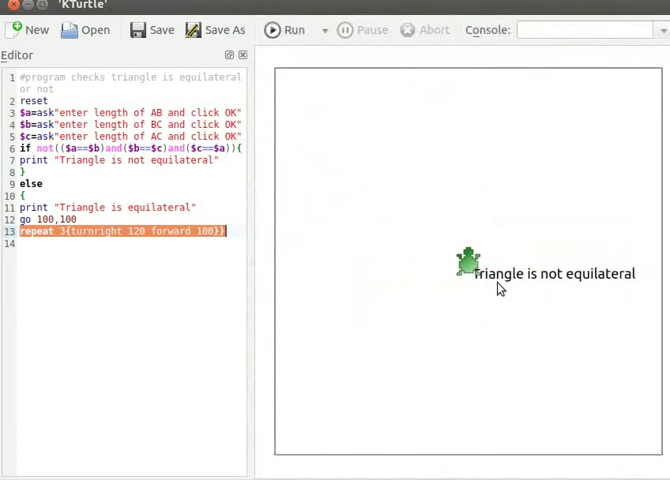 'KTurtle'
New Open Save Save As Run Pause Abort Console:
Editor
1 #program checks triangle is equilateral
or not
2 reset
3 $a=ask"enter length of AB and click OK"
4 $b=ask"enter length of BC and click OK"
5 $c=ask"enter length of AC and click OK"
6 if not(($a==$b)and($b==$c)and($c==$a)){
7 print "Triangle is not equilateral"
8 }
9 else
10 {
11 print "Triangle is equilateral"
12 go 100,100
13 repeat 3{turnright 120 forward 100}}
14
Triangle is not equilateral